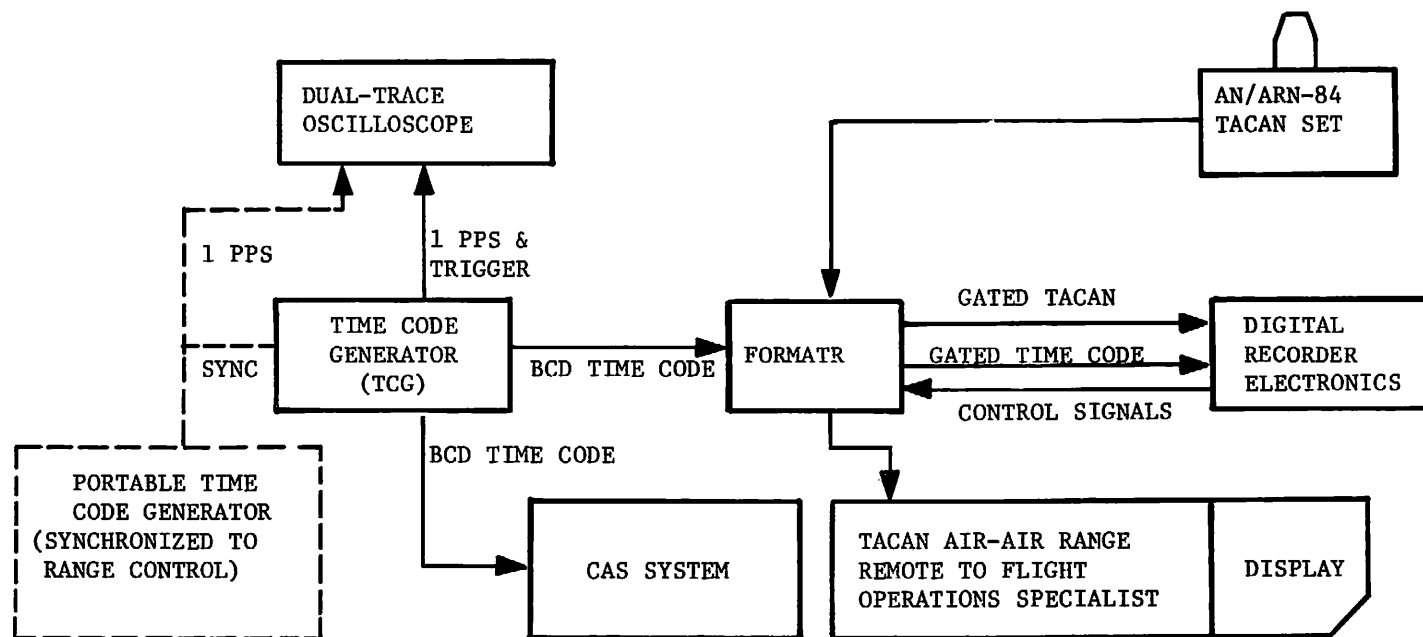 DUAL-TRACE
OSCILLOSCOPE
AN/ARN-84
TACAN SET
1 PPS
1 PPS &
TRIGGER
SYNC
TIME CODE
GENERATOR
(TCG)
BCD TIME CODE
FORMATR
GATED TACAN
GATED TIME CODE
CONTROL SIGNALS
DIGITAL
RECORDER
ELECTRONICS
BCD TIME CODE
PORTABLE TIME
CODE GENERATOR
(SYNCHRONIZED TO
RANGE CONTROL)
CAS SYSTEM
TACAN AIR-AIR RANGE
REMOTE TO FLIGHT
OPERATIONS SPECIALIST
DISPLAY